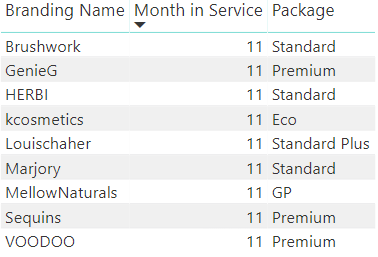 Branding Name Month in Service Package
Brushwork 11 Standard
GenieG 11 Premium
HERBI 11 Standard
kcosmetics 11 Eco
Louischaher 11 Standard Plus
Marjory 11 Standard
MellowNaturals 11 GP
Sequins 11 Premium
VOODOO 11 Premium